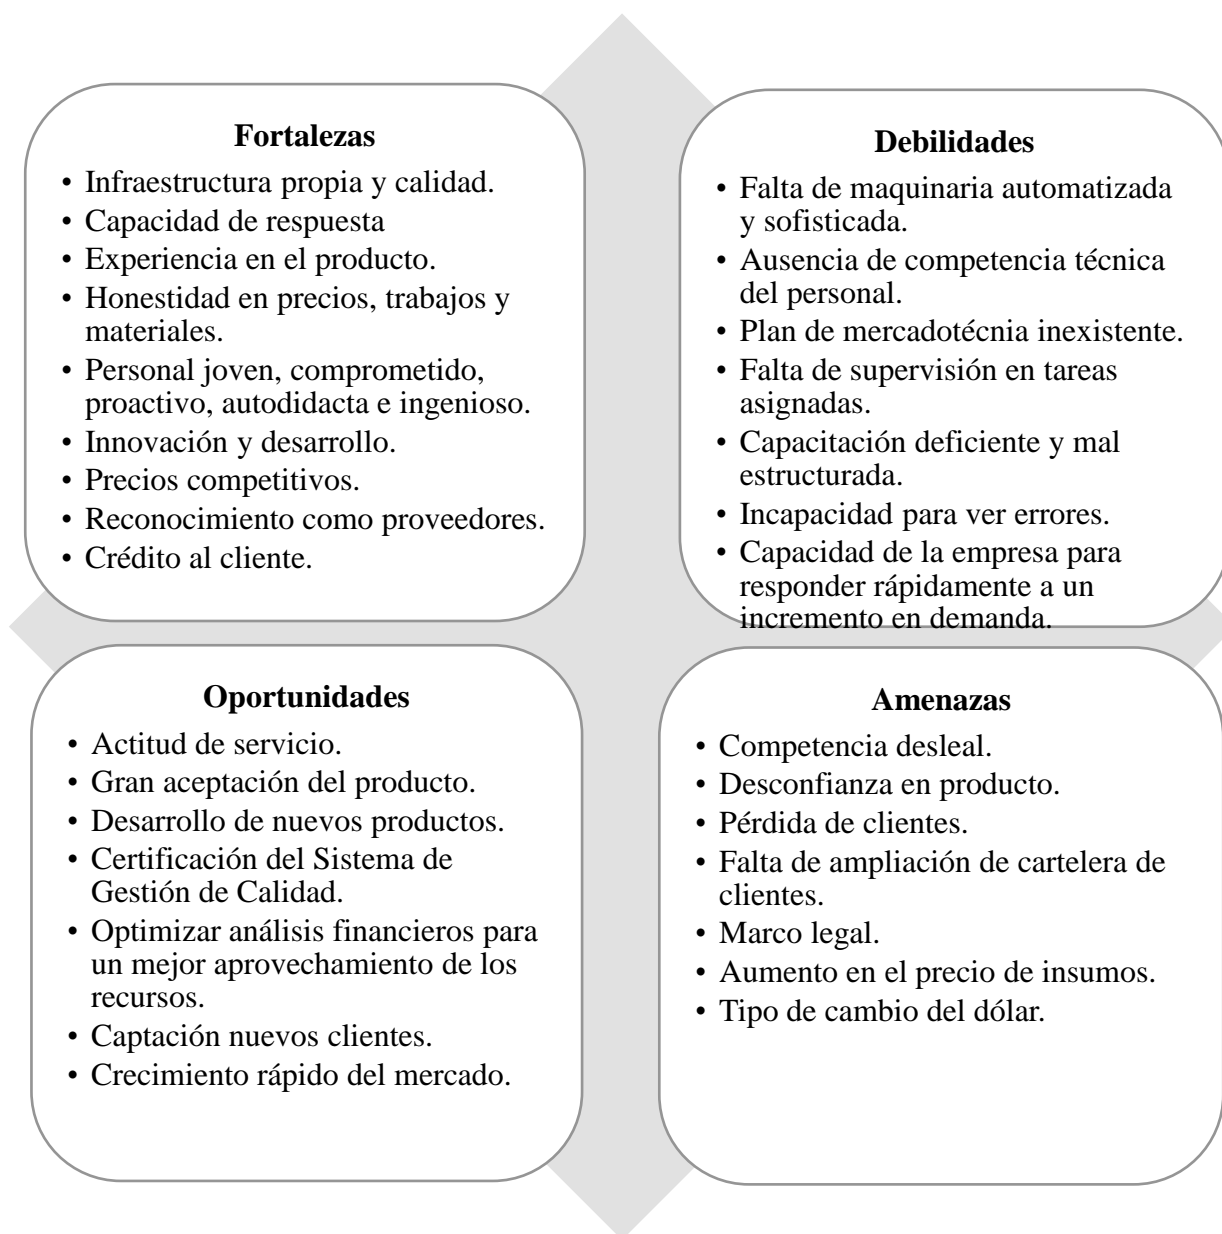 Fortalezas
• Infraestructura propia y calidad.
• Capacidad de respuesta
• Experiencia en el producto.
• Honestidad en precios, trabajos y
materiales.
• Personal joven, comprometido,
proactivo, autodidacta e ingenioso.
• Innovación y desarrollo.
• Precios competitivos.
• Reconocimiento como proveedores.
• Crédito al cliente.
Debilidades
• Falta de maquinaria automatizada
y sofisticada.
• Ausencia de competencia técnica
del personal.
• Plan de mercadotécnia inexistente.
• Falta de supervisión en tareas
asignadas.
• Capacitación deficiente y mal
estructurada.
• Incapacidad para ver errores.
• Capacidad de la empresa para
responder rápidamente a un
incremento en demanda.
Oportunidades
• Actitud de servicio.
• Gran aceptación del producto.
• Desarrollo de nuevos productos.
• Certificación del Sistema de
Gestión de Calidad.
• Optimizar análisis financieros para
un mejor aprovechamiento de los
recursos.
• Captación nuevos clientes.
• Crecimiento rápido del mercado.
Amenazas
• Competencia desleal.
• Desconfianza en producto.
• Pérdida de clientes.
• Falta de ampliación de cartelera de
clientes.
• Marco legal.
• Aumento en el precio de insumos.
• Tipo de cambio del dólar.